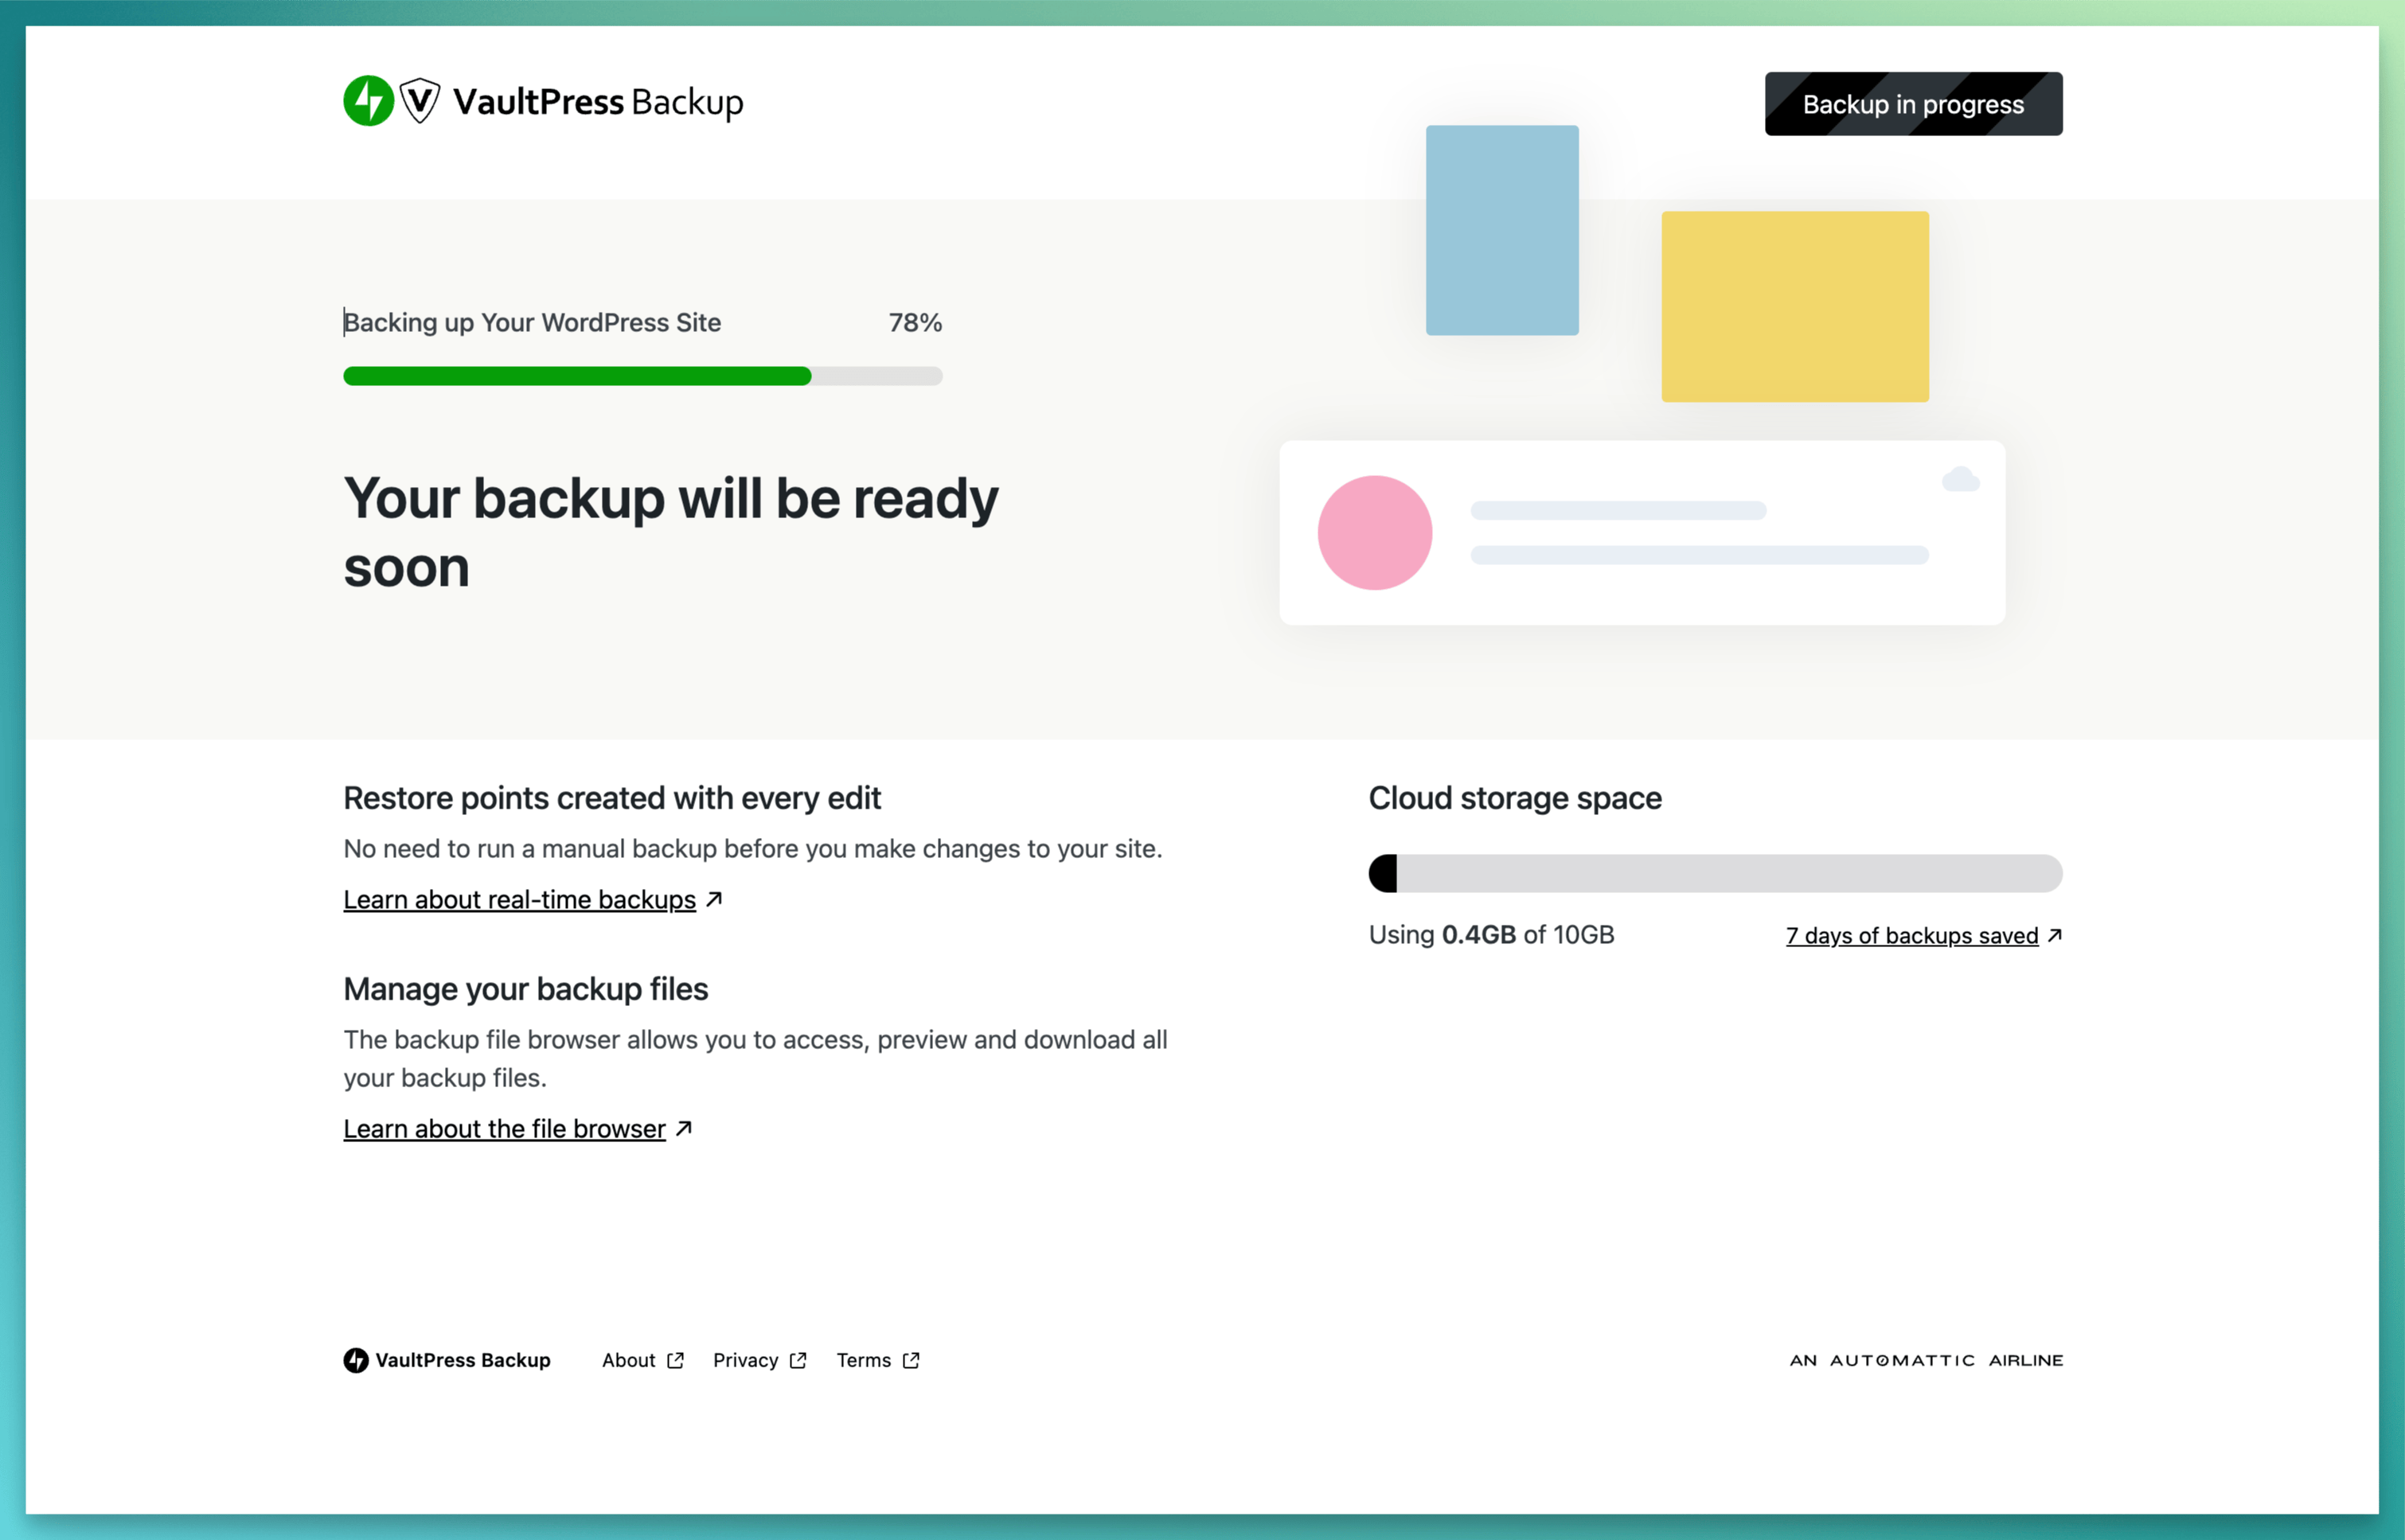 VaultPress Backup
Backup in progress
Backing up Your WordPress Site 78%
Your backup will be ready
soon
Restore points created with every edit
No need to run a manual backup before you make changes to your site.
Learn about real-time backups
Manage your backup files
The backup file browser allows you to access, preview and download all
your backup files.
Learn about the file browser
Cloud storage space
Using 0.4GB of 10GB
7 days of backups saved
VaultPress Backup
About
Privacy
Terms
AN AUTOMATTIC AIRLINE